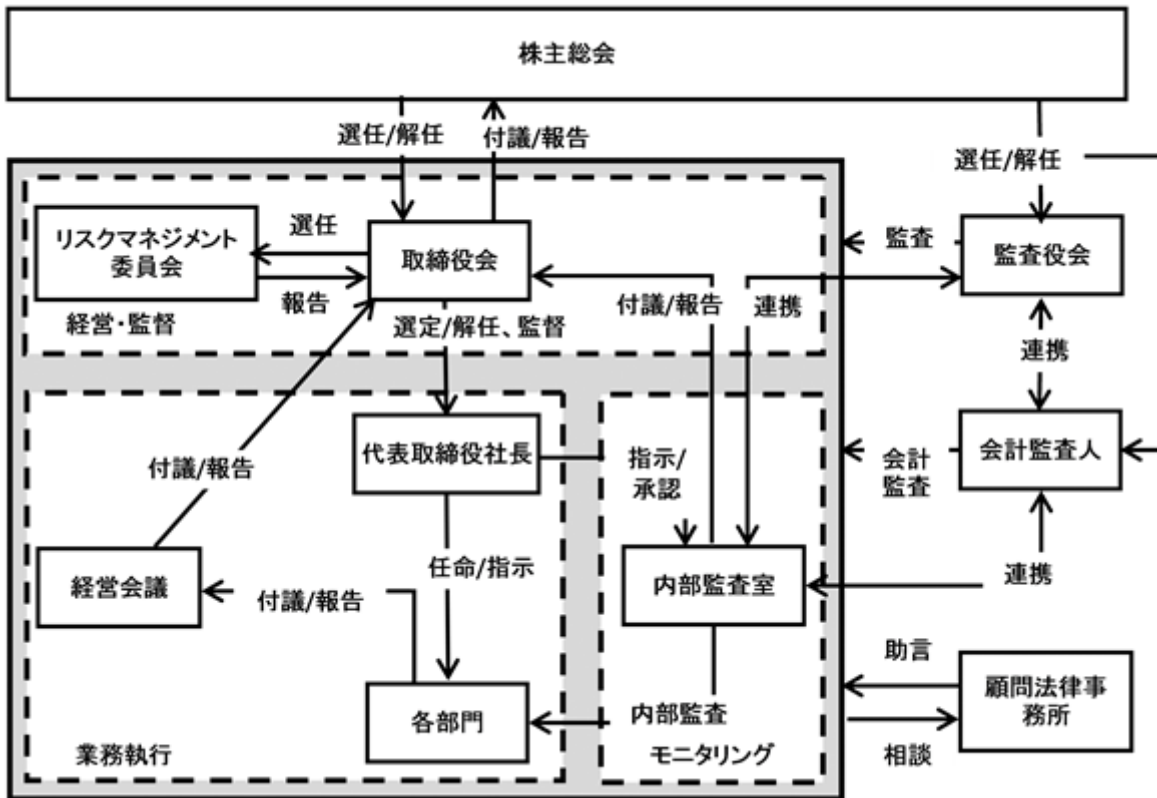 株主総会
選任/解任
付議/報告
選任/解任
リスクマネジメント
委員会
選任
取締役会
監査
監査役会
報告
付議/報告
連携
経営・監督
選定/解任、監督
連携
代表取締役社長
指示/
承認
会計
監査
会計監査人
付議/報告
経営会議
任命/指示
付議/報告
内部監査室
連携
助言
顧問法律事
務所
各部門
内部監査
業務執行
モニタリング
相談